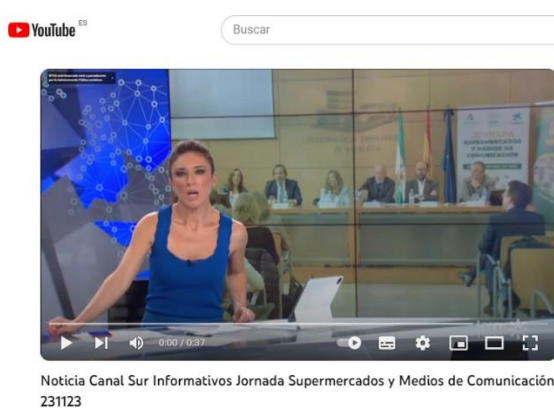 YouTube ES
Buscar
SUPERMERCADOS
Y MEDIOS DE
COMUNICACIÓN
0:00 / 0:37
Noticia Canal Sur Informativos Jornada Supermercados y Medios de Comunicación
231123